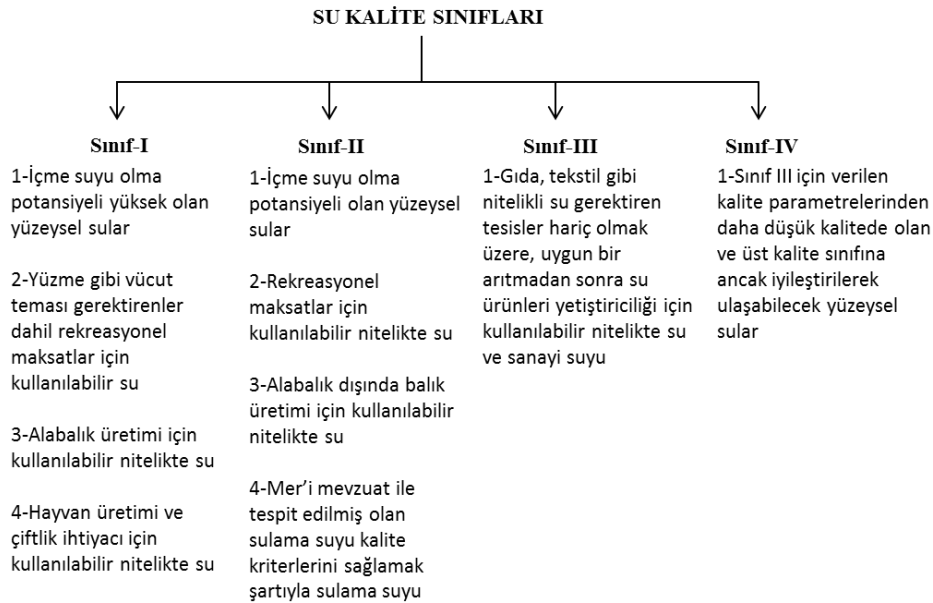 SU KALİTE SINIFLARI
Sınıf-I
1-İçme suyu olma
potansiyeli yüksek olan
yüzeysel sular
2-Yüzme gibi vücut
teması gerektirenler
dahil rekreasyonel
maksatlar için
kullanılabilir su
3-Alabalık üretimi için
kullanılabilir nitelikte su
4-Hayvan üretimi ve
çiftlik ihtiyacı için
kullanılabilir nitelikte su
Sınıf-II
1-İçme suyu olma
potansiyeli olan yüzeysel
sular
2-Rekreasyonel
maksatlar için
kullanılabilir nitelikte su
3-Alabalık dışında balık
üretimi için kullanılabilir
nitelikte su
4-Mer’i mevzuat ile
tespit edilmiş olan
sulama suyu kalite
kriterlerini sağlamak
şartıyla sulama suyu
Sınıf-III
1-Gıda, tekstil gibi
nitelikli su gerektiren
tesisler hariç olmak
üzere, uygun bir
arıtmadan sonra su
ürünleri yetiştiriciliği için
kullanılabilir nitelikte su
ve sanayi suyu
Sınıf-IV
1-Sınıf III için verilen
kalite parametrelerinden
daha düşük kalitede olan
ve üst kalite sınıfına
ancak iyileştirilerek
ulaşabilecek yüzeysel
sular